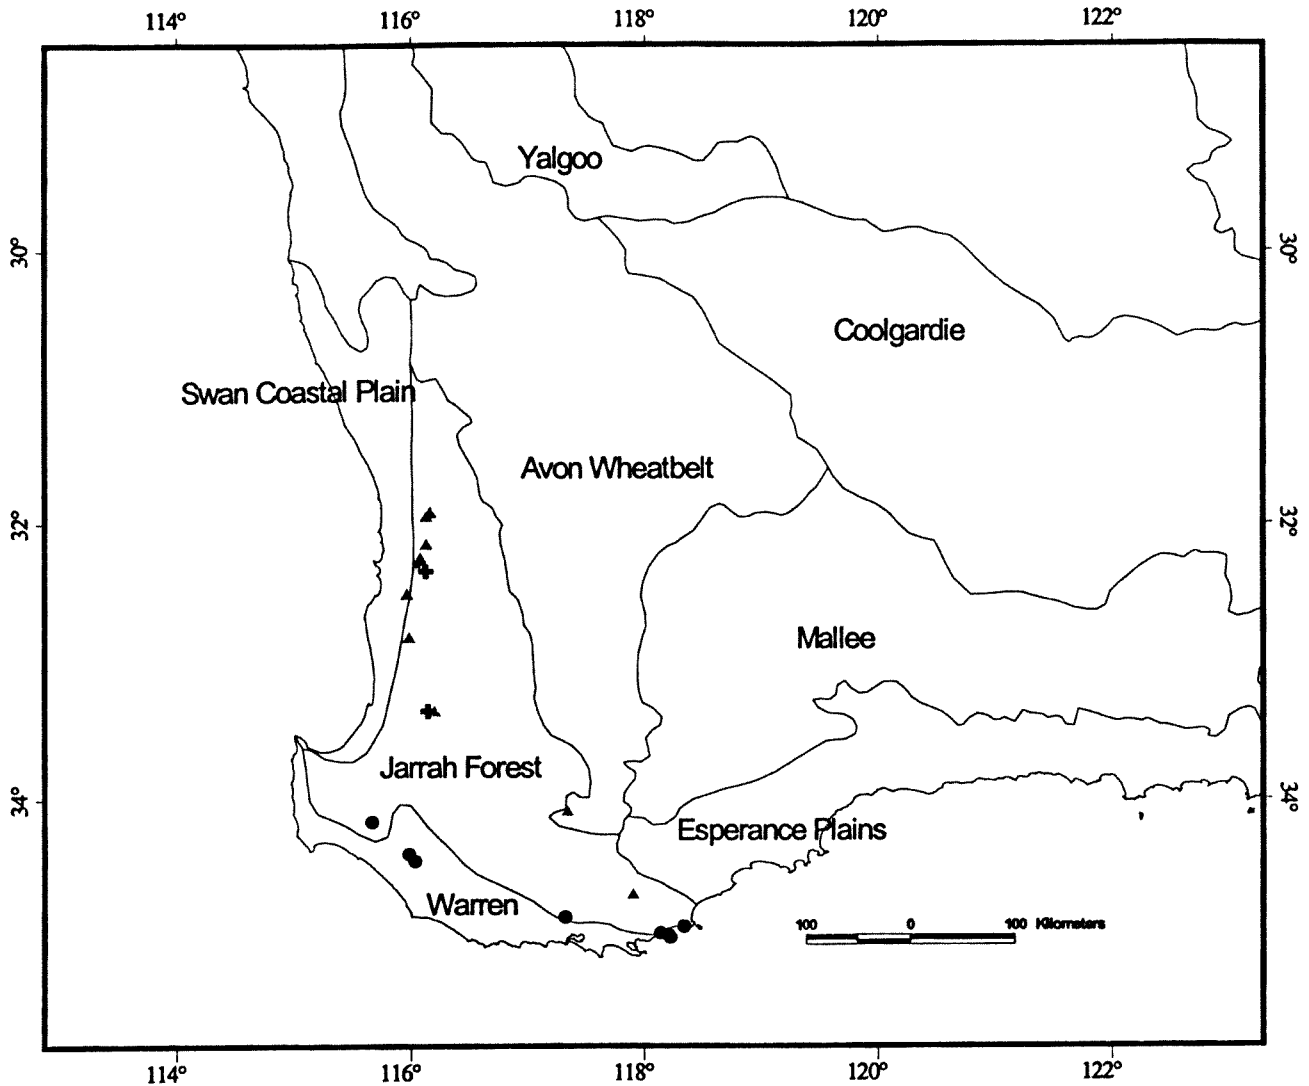 114° 116° 118° 120° 122°
Yalgoo
30° 30°
Coolgardie
Swan Coastal Plain
Avon Wheatbelt
32° 32°
Mallee
Jarrah Forest
34° 34°
Esperance Plains
Warren
100 0 100 Kilometers
114° 116° 118° 120° 122°